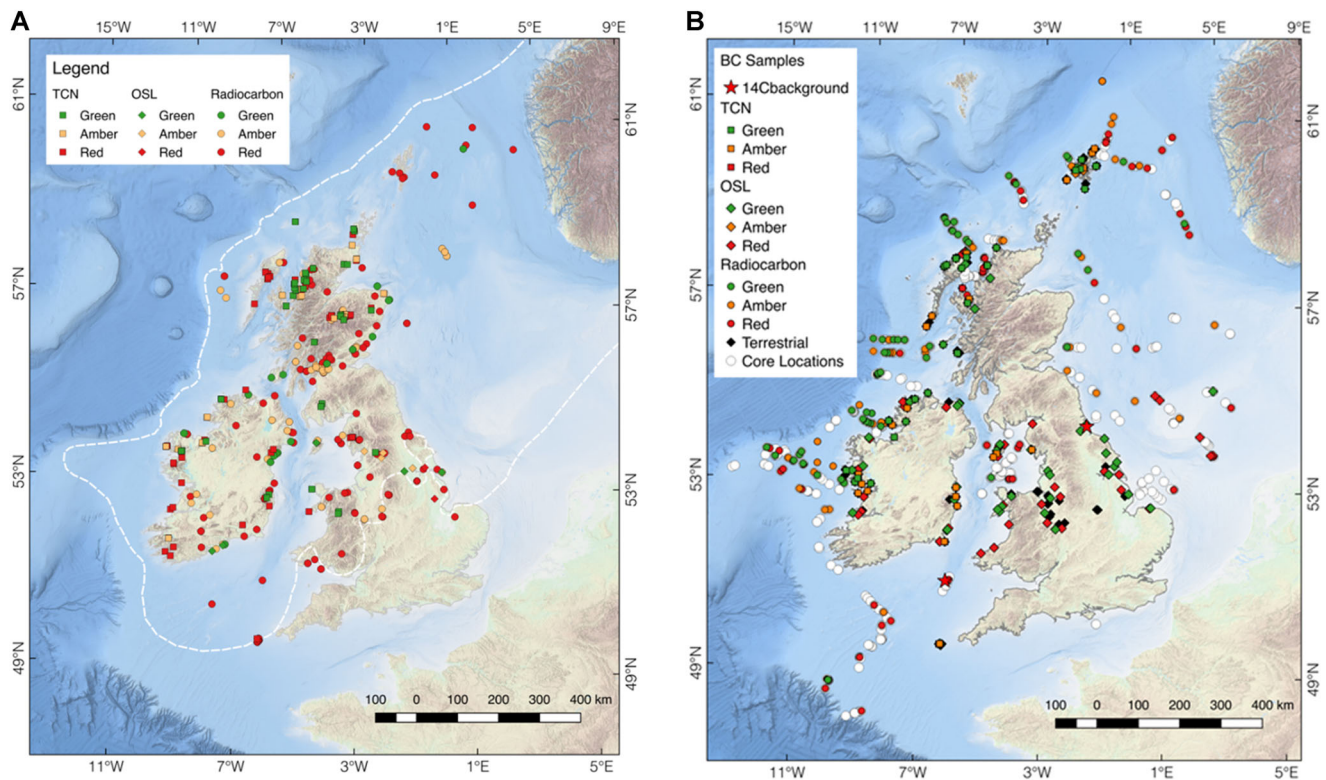 A
15°W 11°W 7°W 3°W 1°E 5°E 9°E
61°N
57°N
53°N
49°N
61°N
57°N
53°N
49°N
Legend
TCN OSL Radiocarbon
Green Green Green
Amber Amber Amber
Red Red Red
100 0 100 200 300 400 km
11°W 7°W 3°W 1°E 5°E
B
15°W 11°W 7°W 3°W 1°E 5°E 9°E
61°N
57°N
53°N
49°N
61°N
57°N
53°N
49°N
BC Samples
14Cbackground
TCN
Green
Amber
Red
OSL
Green
Amber
Red
Radiocarbon
Green
Amber
Red
Terrestrial
Core Locations
100 0 100 200 300 400 km
11°W 7°W 3°W 1°E 5°E